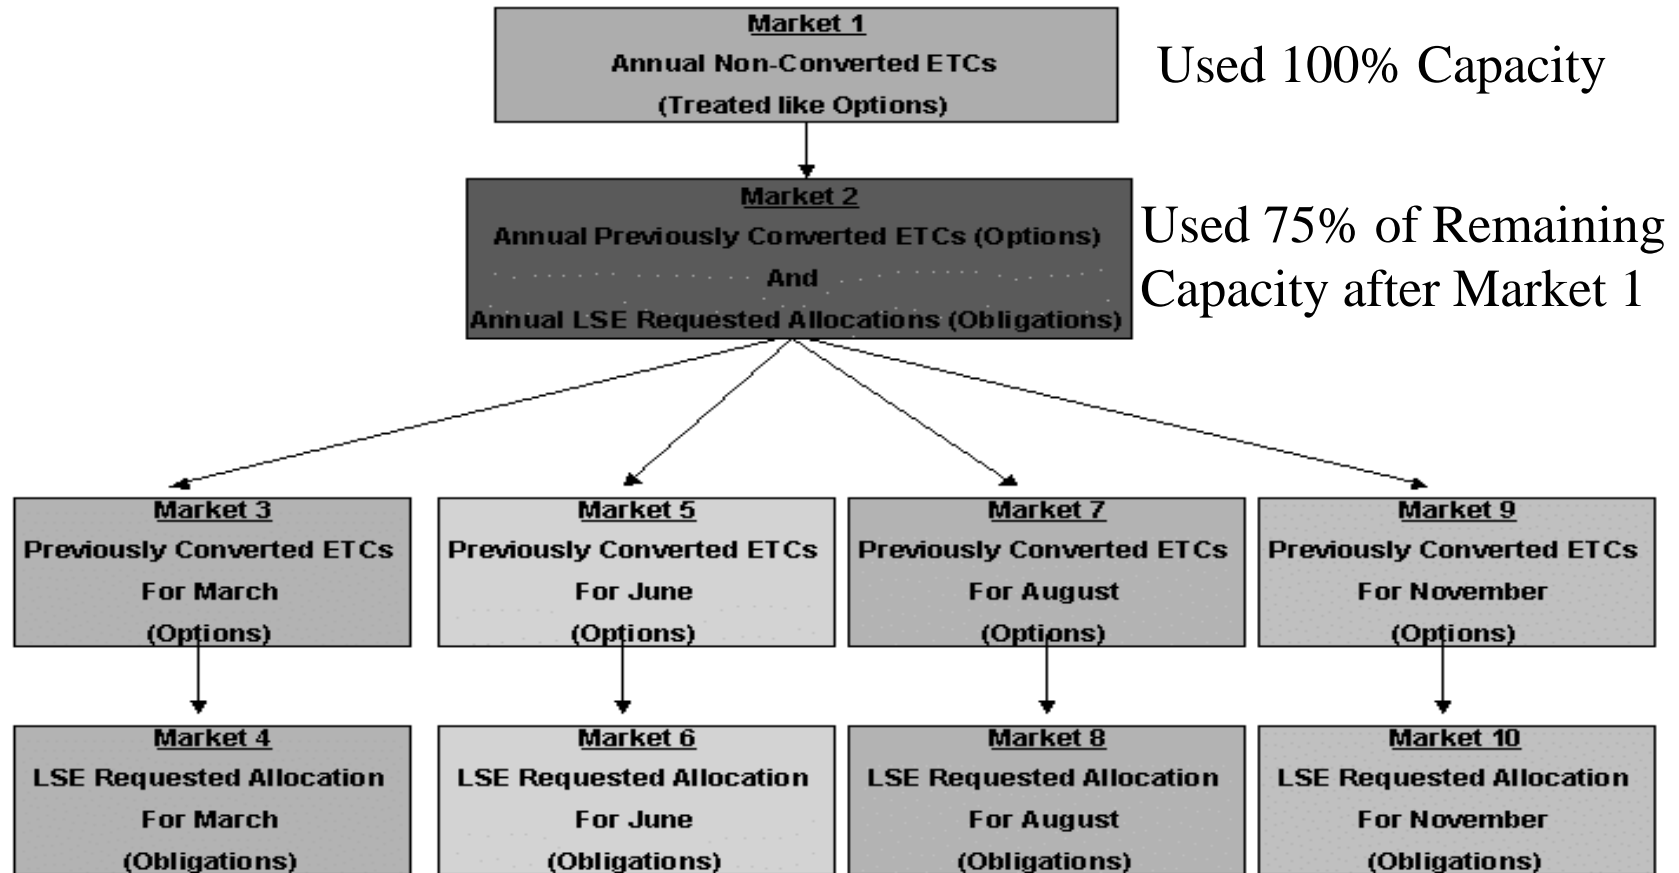 Market 1
Annual Non-Converted ETCs
(Treated like Options)
Used 100% Capacity
Market 2
Annual Previously Converted ETCs (Options)
And
Annual LSE Requested Allocations (Obligations)
Used 75% of Remaining
Capacity after Market 1
Market 3
Previously Converted ETCs
For March
(Options)
Market 5
Previously Converted ETCs
For June
(Options)
Market 7
Previously Converted ETCs
For August
(Options)
Market 9
Previously Converted ETCs
For November
(Options)
Market 4
LSE Requested Allocation
For March
(Obligations)
Market 6
LSE Requested Allocation
For June
(Obligations)
Market 8
LSE Requested Allocation
For August
(Obligations)
Market 10
LSE Requested Allocation
For November
(Obligations)